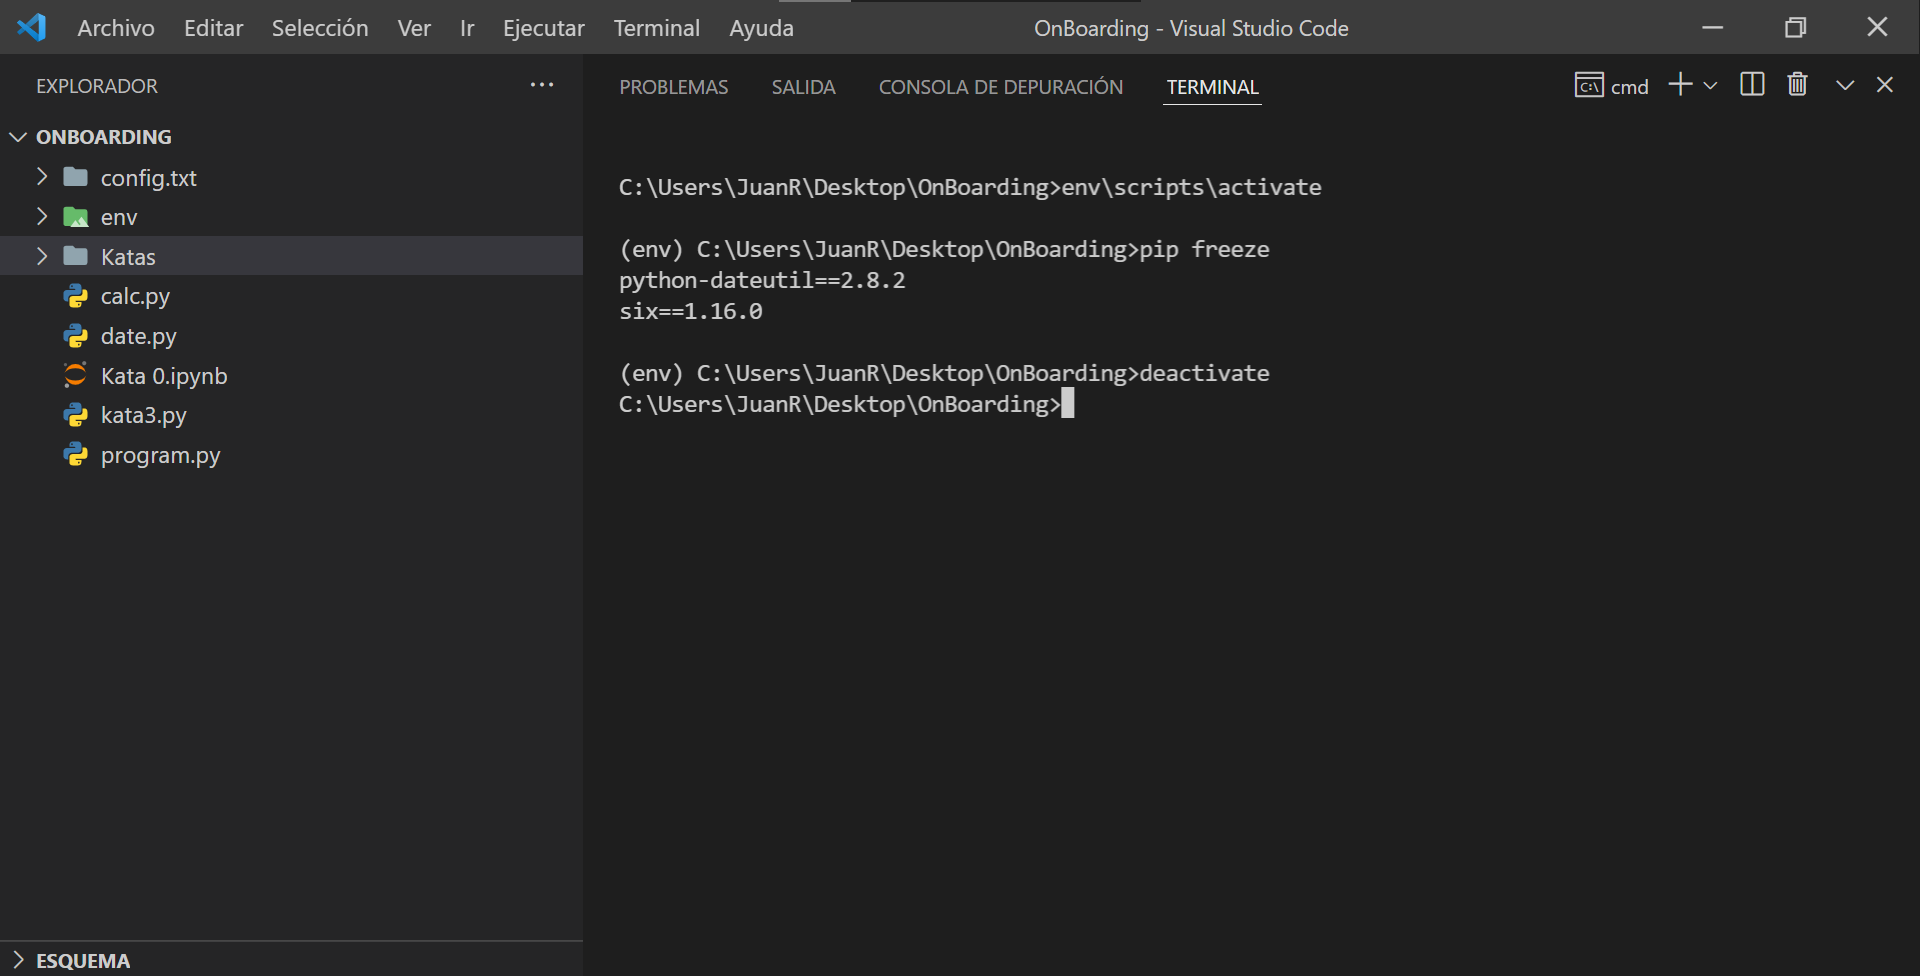 Archivo Editar Selección Ver Ir Ejecutar Terminal Ayuda OnBoarding - Visual Studio Code
EXPLORADOR
ONBOARDING
config.txt
env
Katas
calc.py
date.py
Kata 0.ipynb
kata3.py
program.py
ESQUEMA
PROBLEMAS SALIDA CONSOLA DE DEPURACIÓN TERMINAL cmd
C:\Users\JuanR\Desktop\OnBoarding>env\scripts\activate
(env) C:\Users\JuanR\Desktop\OnBoarding>pip freeze
python-dateutil==2.8.2
six==1.16.0
(env) C:\Users\JuanR\Desktop\OnBoarding>deactivate
C:\Users\JuanR\Desktop\OnBoarding>